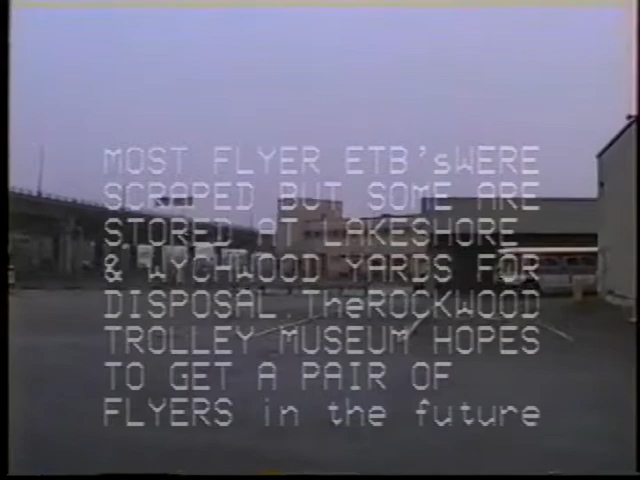 MOST FLYER ETB'sWERE
SCRAPED BUT SOME ARE
STORED AT LAKESHORE
& WYCHWOOD YARDS FOR
DISPOSAL.TheROCKWOOD
TROLLEY MUSEUM HOPES
TO GET A PAIR OF
FLYERS in the future